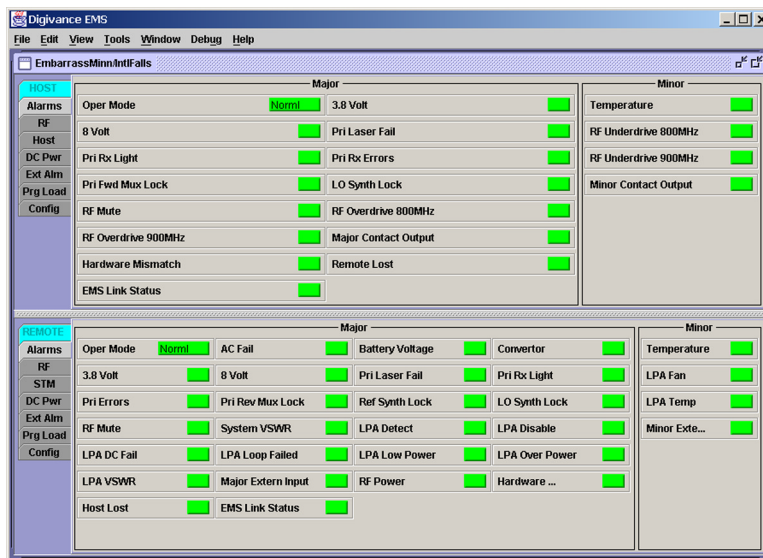 Digivance EMS
File Edit View Tools Window Debug Help
EmbarrassMinn/IntlFalls
HOST
Alarms
RF
Host
DC Pwr
Ext Alm
Prg Load
Config
Major
Oper Mode Norml 3.8 Volt
8 Volt Pri Laser Fail
Pri Rx Light Pri Rx Errors
Pri Fwd Mux Lock LO Synth Lock
RF Mute RF Overdrive 800MHz
RF Overdrive 900MHz Major Contact Output
Hardware Mismatch Remote Lost
EMS Link Status
Minor
Temperature
RF Underdrive 800MHz
RF Underdrive 900MHz
Minor Contact Output
REMOTE
Alarms
RF
STM
DC Pwr
Ext Alm
Prg Load
Config
Major
Oper Mode Norml AC Fail Battery Voltage Convertor
3.8 Volt 8 Volt Pri Laser Fail Pri Rx Light
Pri Errors Pri Rev Mux Lock Ref Synth Lock LO Synth Lock
RF Mute System VSWR LPA Detect LPA Disable
LPA DC Fail LPA Loop Failed LPA Low Power LPA Over Power
LPA VSWR Major Extern Input RF Power Hardware ...
Host Lost EMS Link Status
Minor
Temperature
LPA Fan
LPA Temp
Minor Exte...